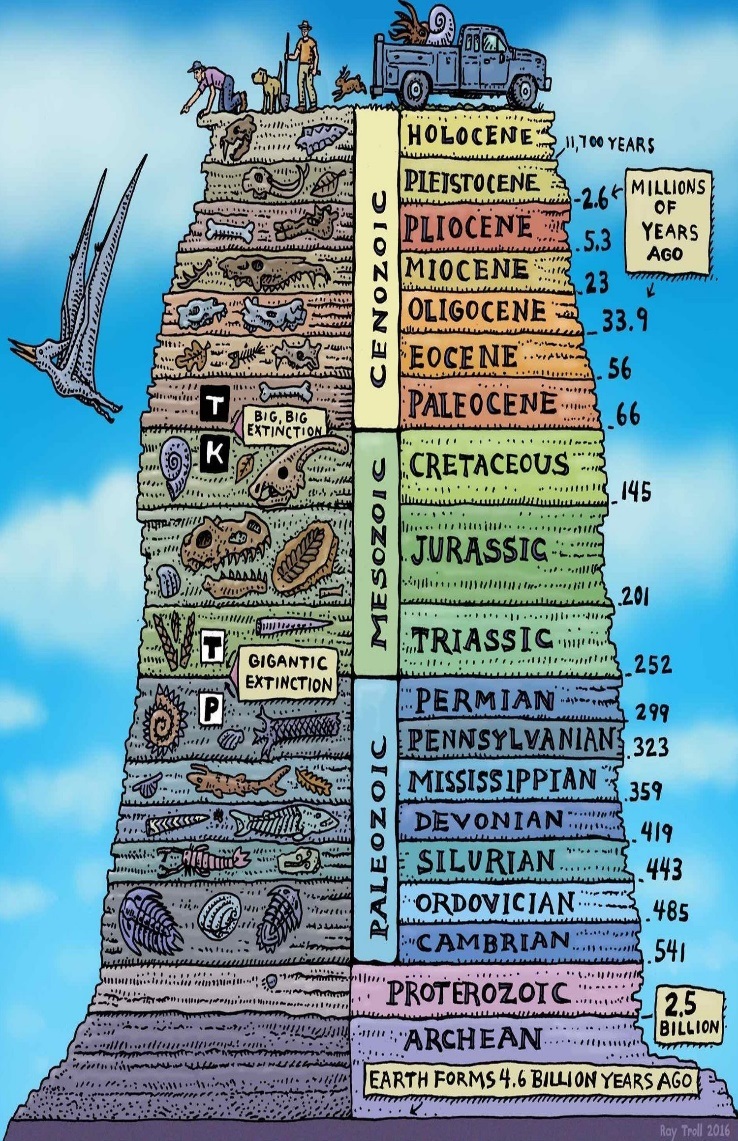 HOLOCENE
11,700 YEARS
PLEISTOCENE
2.6
MILLIONS
OF
YEARS
AGO
PLIOCENE
5.3
MIOCENE
23
OLIGOCENE
33.9
EOCENE
56
PALEOCENE
66
CENOZOIC
T
BIG, BIG
EXTINCTION
K
CRETACEOUS
145
JURASSIC
201
TRIASSIC
252
MESOZOIC
T
GIGANTIC
EXTINCTION
P
PERMIAN
299
PENNSYLVANIAN
323
MISSISSIPPIAN
359
DEVONIAN
419
SILURIAN
443
ORDOVICIAN
485
CAMBRIAN
541
PALEOZOIC
PROTEROZOIC
2.5
BILLION
ARCHEAN
EARTH FORMS 4.6 BILLION YEARS AGO
Ray Troll 2016